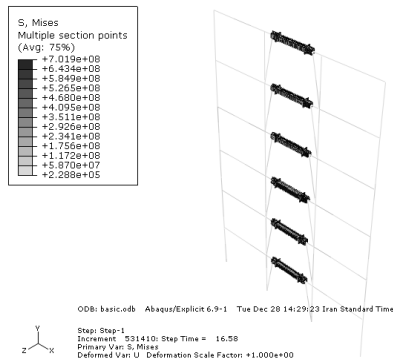 S, Mises
Multiple section points
(Avg: 75%)
+7.019e+08
+6.434e+08
+5.849e+08
+5.265e+08
+4.680e+08
+4.095e+08
+3.511e+08
+2.926e+08
+2.341e+08
+1.756e+08
+1.172e+08
+5.870e+07
+2.288e+05
ODB: basic.odb Abaqus/Explicit 6.9-1 Tue Dec 28 14:29:23 Iran Standard Time
Y
Z X
Step: Step-1
Increment 531410: Step Time = 16.58
Primary Var: S, Mises
Deformed Var: U Deformation Scale Factor: +1.000e+00